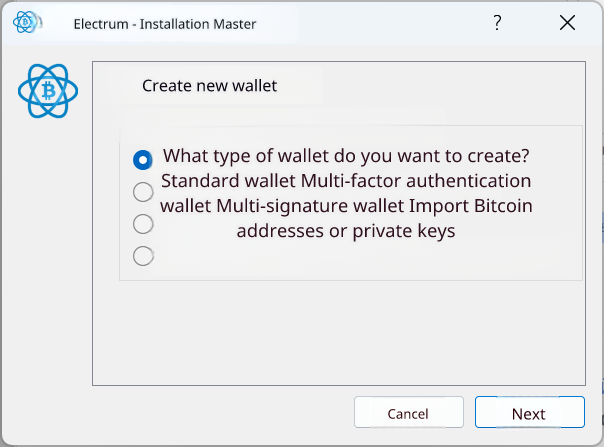 Electrum - Installation Master
?
Create new wallet
What type of wallet do you want to create?
Standard wallet Multi-factor authentication
wallet Multi-signature wallet Import Bitcoin
addresses or private keys
Cancel
Next